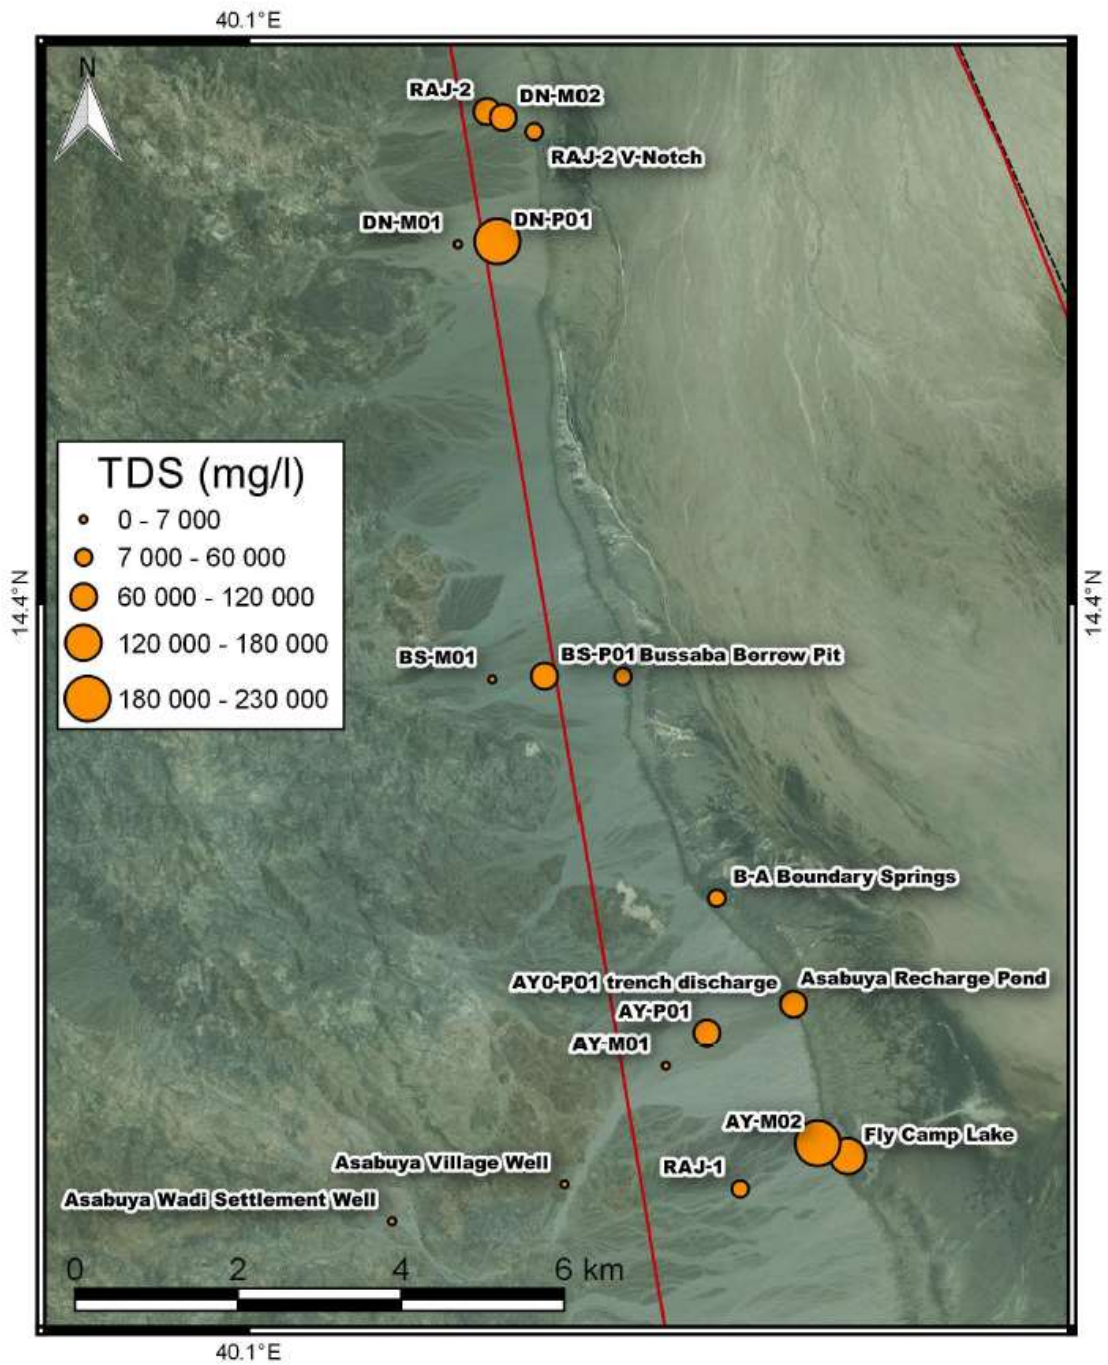 40.1°E
N
RAJ-2
DN-M02
RAJ-2 V-Notch
DN-M01
DN-P01
TDS (mg/l)
0 - 7 000
7 000 - 60 000
60 000 - 120 000
120 000 - 180 000
180 000 - 230 000
14.4°N
14.4°N
BS-M01
BS-P01
Bussaba Borrow Pit
B-A Boundary Springs
AY0-P01 trench discharge
Asabuya Recharge Pond
AY-P01
AY-M01
AY-M02
Fly Camp Lake
Asabuya Village Well
RAJ-1
Asabuya Wadi Settlement Well
0 2 4 6 km
40.1°E